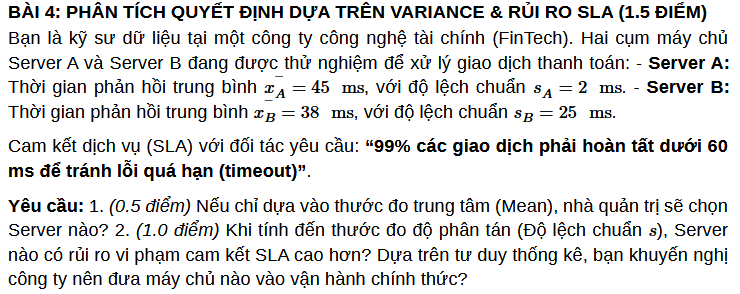 BÀI 4: PHÂN TÍCH QUYẾT ĐỊNH DỰA TRÊN VARIANCE & RỦI RO SLA (1.5 ĐIỂM)
Bạn là kỹ sư dữ liệu tại một công ty công nghệ tài chính (FinTech). Hai cụm máy chủ
Server A và Server B đang được thử nghiệm để xử lý giao dịch thanh toán: - Server A:
Thời gian phản hồi trung bình x̄_A = 45 ms, với độ lệch chuẩn s_A = 2 ms. - Server B:
Thời gian phản hồi trung bình x̄_B = 38 ms, với độ lệch chuẩn s_B = 25 ms.
Cam kết dịch vụ (SLA) với đối tác yêu cầu: “99% các giao dịch phải hoàn tất dưới 60
ms để tránh lỗi quá hạn (timeout)”.
Yêu cầu: 1. (0.5 điểm) Nếu chỉ dựa vào thước đo trung tâm (Mean), nhà quản trị sẽ chọn
Server nào? 2. (1.0 điểm) Khi tính đến thước đo độ phân tán (Độ lệch chuẩn s), Server
nào có rủi ro vi phạm cam kết SLA cao hơn? Dựa trên tư duy thống kê, bạn khuyến nghị
công ty nên đưa máy chủ nào vào vận hành chính thức?